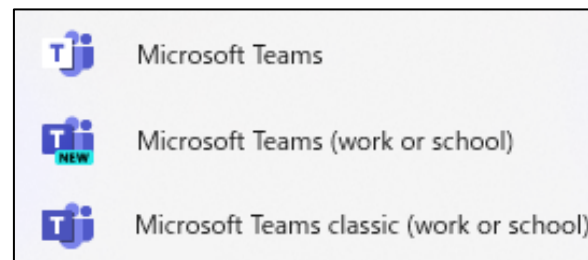 T
Microsoft Teams
T
NEW
Microsoft Teams (work or school)
T
Microsoft Teams classic (work or school)